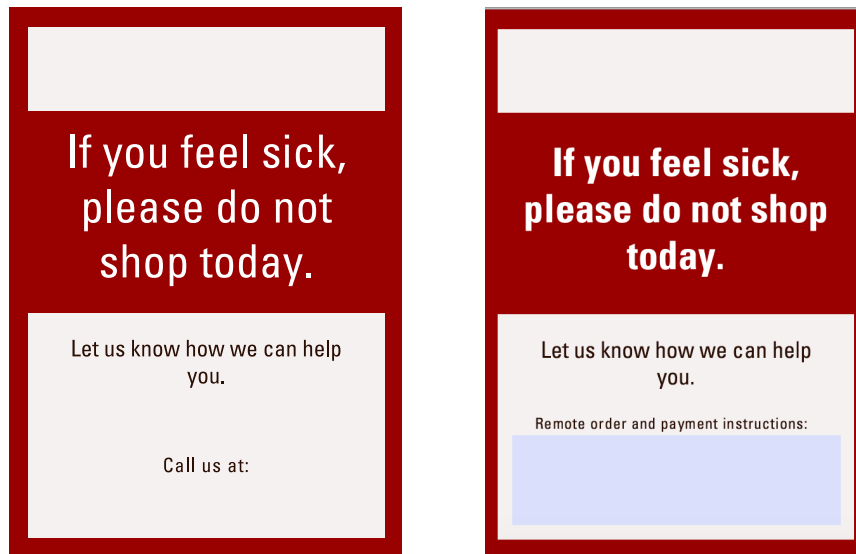 If you feel sick,
please do not
shop today.
Let us know how we can help
you.
Call us at:
If you feel sick,
please do not shop
today.
Let us know how we can help
you.
Remote order and payment instructions: